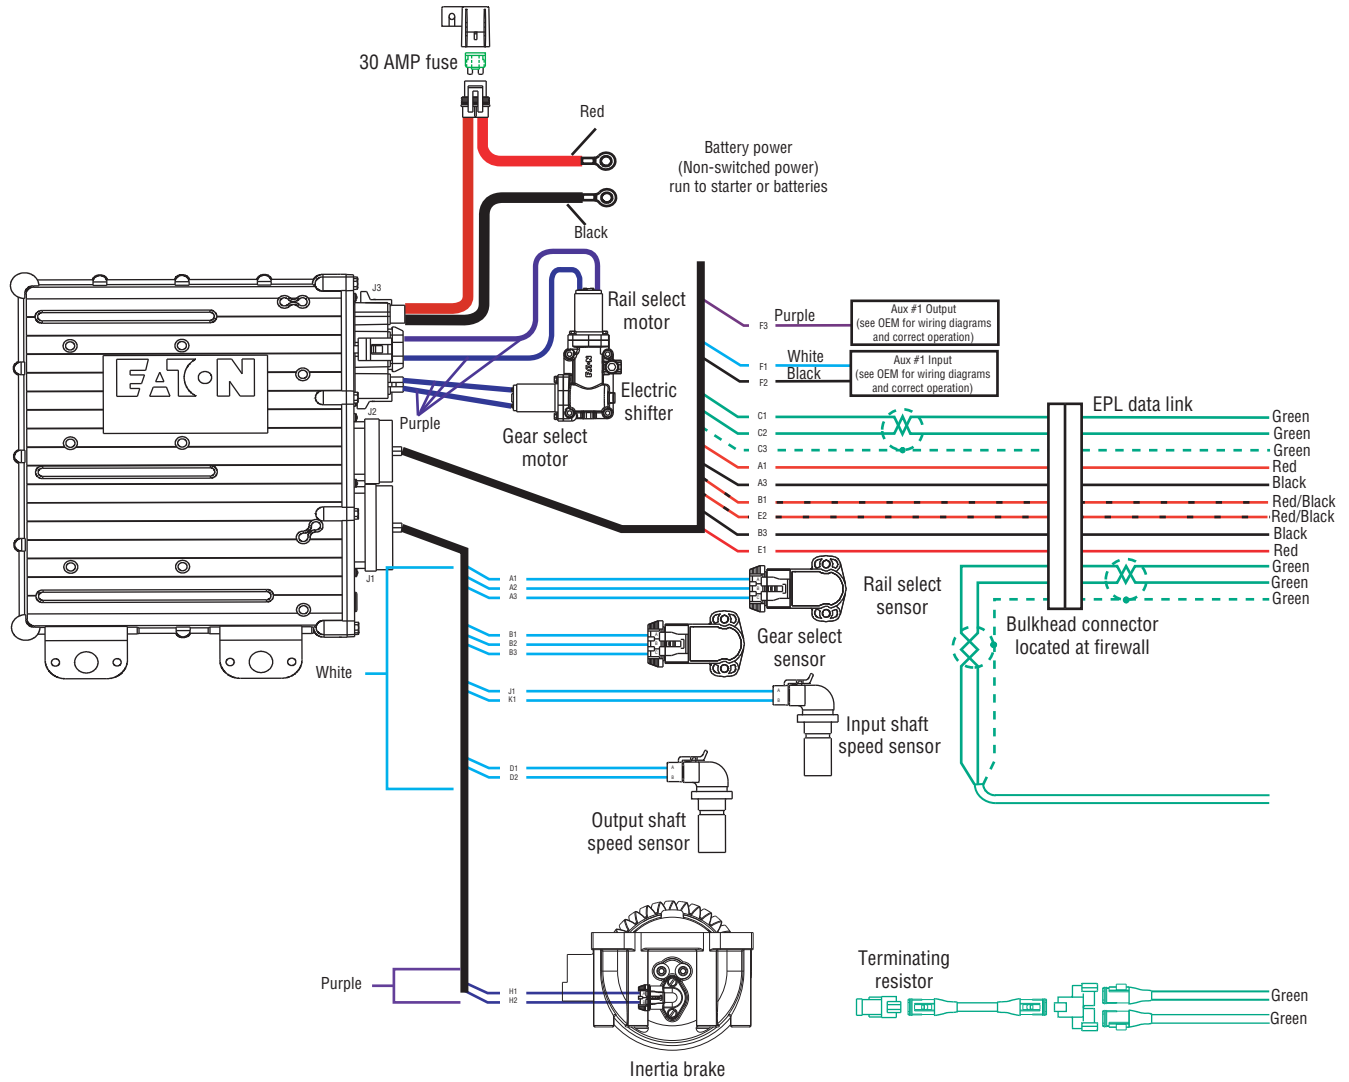 30 AMP fuse
Red
Battery power
(Non-switched power)
run to starter or batteries
Black
J3
Rail select
motor
F3
Purple
Aux #1 Output
(see OEM for wiring diagrams
and correct operation)
White
F1
Black
F2
Aux #1 Input
(see OEM for wiring diagrams
and correct operation)
EATON
EATON
Electric
shifter
Purple
J2
Gear select
motor
EPL data link
C1
Green
C2
Green
C3
Green
A1
Red
A3
Black
B1
Red/Black
E2
Red/Black
B3
Black
E1
Red
Green
Green
Green
J1
A1
A2
A3
Rail select
sensor
B1
B2
B3
Gear select
sensor
Bulkhead connector
located at firewall
White
J1
K1
A
B
Input shaft
speed sensor
D1
D2
A
B
Output shaft
speed sensor
Purple
H1
H2
Inertia brake
Terminating
resistor
Green
Green